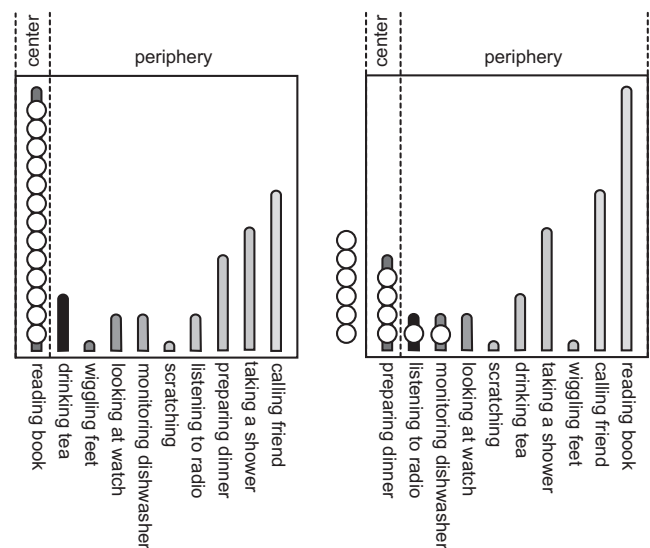 center
periphery
reading book
drinking tea
wiggling feet
looking at watch
monitoring dishwasher
scratching
listening to radio
preparing dinner
taking a shower
calling friend
center
periphery
preparing dinner
listening to radio
monitoring dishwasher
looking at watch
scratching
drinking tea
taking a shower
wiggling feet
calling friend
reading book